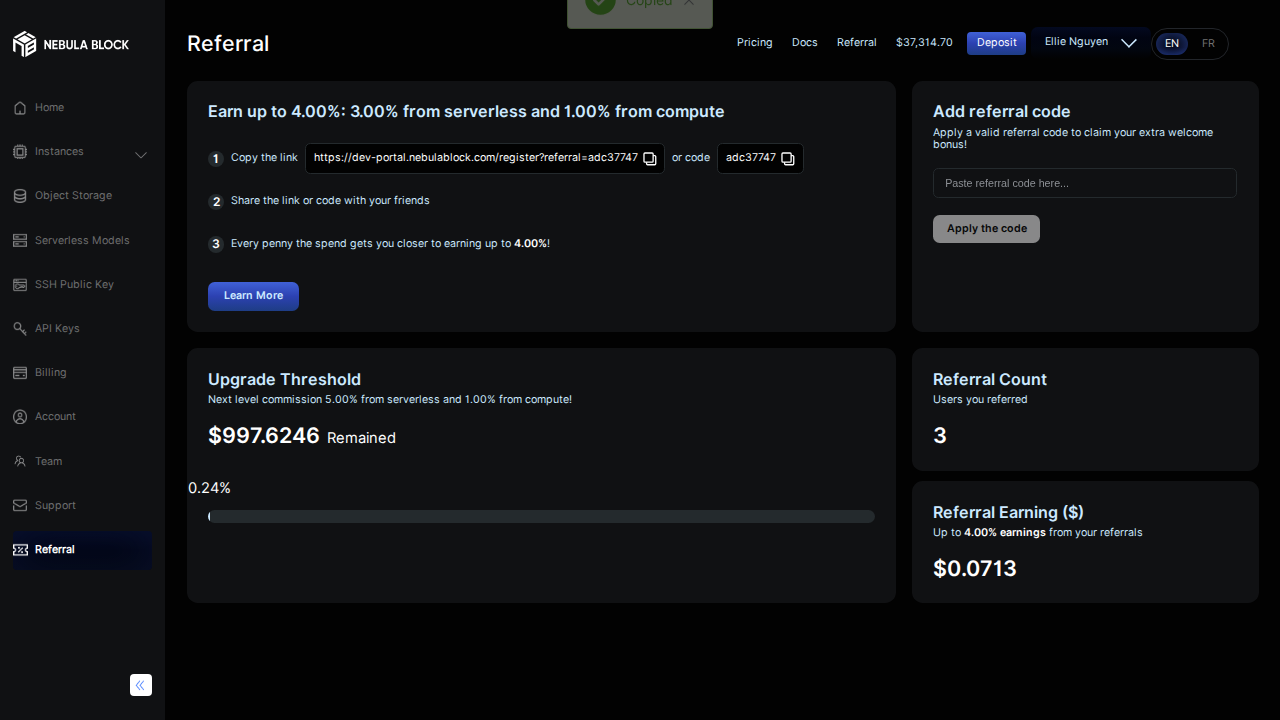 Copied
NEBULA BLOCK
Referral
Pricing
Docs
Referral
$37,314.70
Deposit
Ellie Nguyen
EN
FR
Home
Instances
Object Storage
Serverless Models
SSH Public Key
API Keys
Billing
Account
Team
Support
Referral
Earn up to 4.00%: 3.00% from serverless and 1.00% from compute
1 Copy the link https://dev-portal.nebulablock.com/register?referral=adc37747 or code adc37747
2 Share the link or code with your friends
3 Every penny the spend gets you closer to earning up to 4.00%!
Learn More
Add referral code
Apply a valid referral code to claim your extra welcome
bonus!
Paste referral code here...
Apply the code
Upgrade Threshold
Next level commission 5.00% from serverless and 1.00% from compute!
$997.6246 Remained
0.24%
Referral Count
Users you referred
3
Referral Earning ($)
Up to 4.00% earnings from your referrals
$0.0713